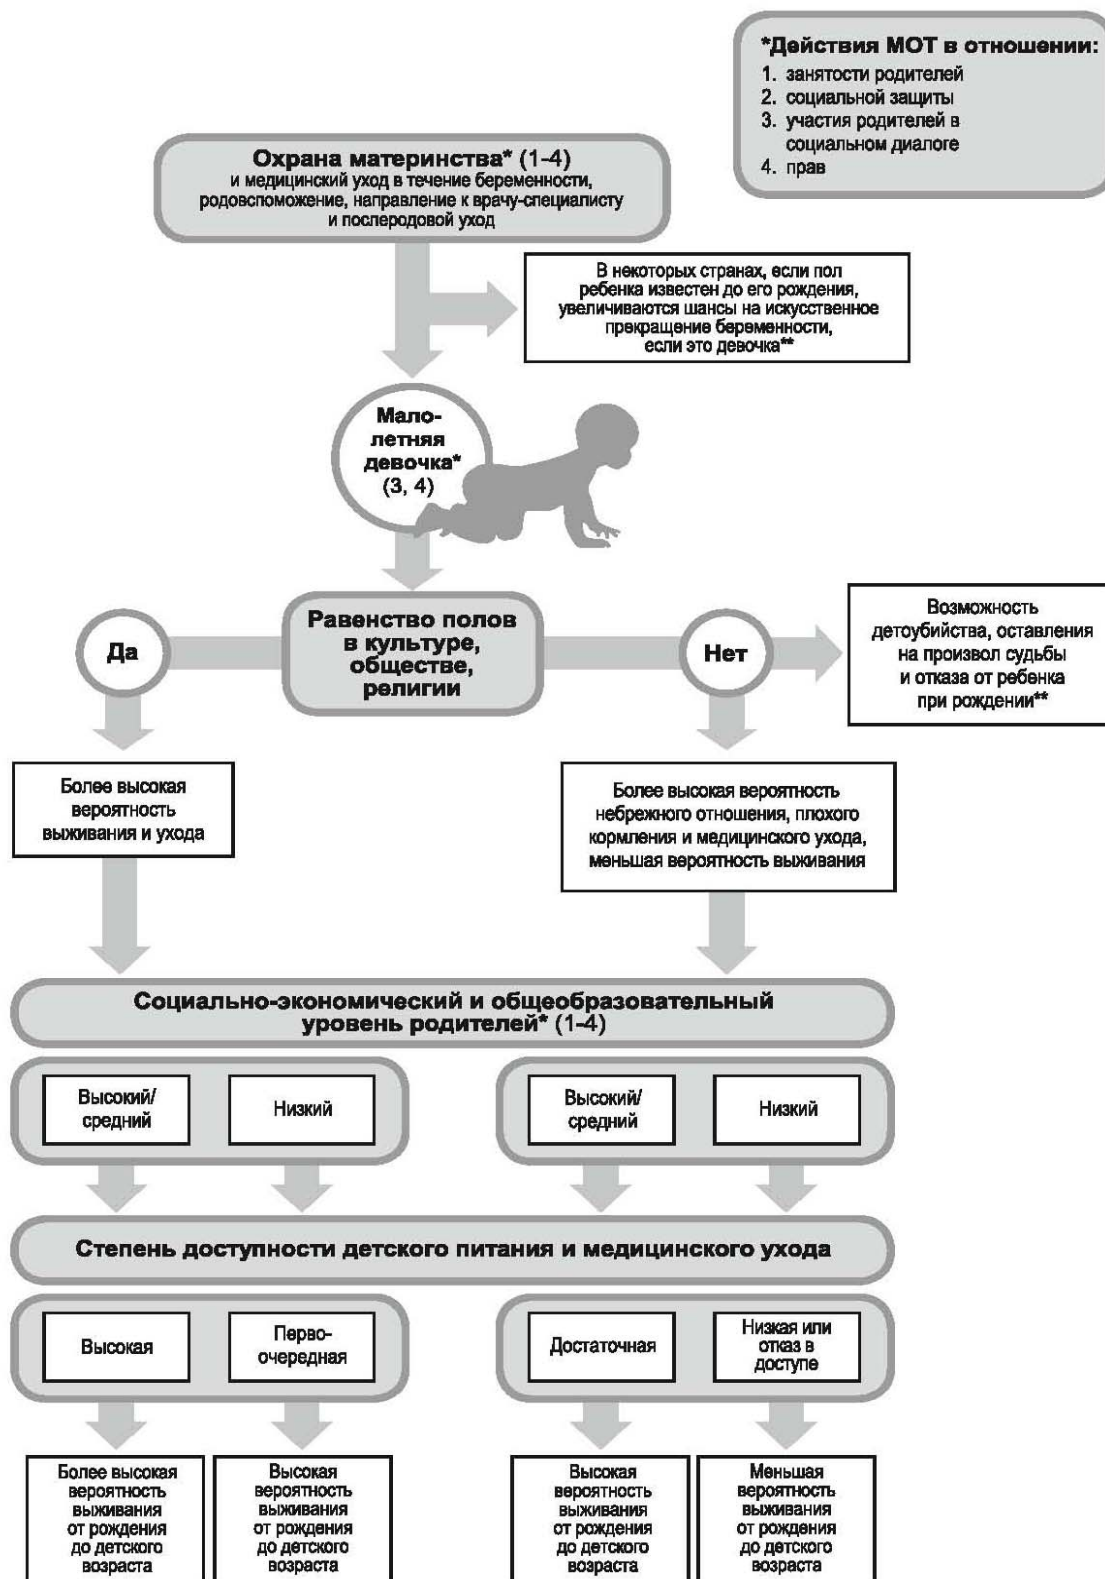 *Действия МОТ в отношении:
1. занятости родителей
2. социальной защиты
3. участия родителей в
социальном диалоге
4. прав
Охрана материнства* (1-4)
и медицинский уход в течение беременности,
родовспоможение, направление к врачу-специалисту
и послеродовой уход
В некоторых странах, если пол
ребенка известен до его рождения,
увеличиваются шансы на искусственное
прекращение беременности,
если это девочка**
Мало-
летняя
девочка*
(3, 4)
Равенство полов
в культуре,
обществе,
религии
Да
Нет
Возможность
детоубийства, оставления
на произвол судьбы
и отказа от ребенка
при рождении**
Более высокая
вероятность
выживания и ухода
Более высокая вероятность
небрежного отношения, плохого
кормления и медицинского ухода,
меньшая вероятность выживания
Социально-экономический и общеобразовательный
уровень родителей* (1-4)
Высокий/
средний
Низкий
Высокий/
средний
Низкий
Степень доступности детского питания и медицинского ухода
Высокая
Перво-
очередная
Достаточная
Низкая или
отказ в
доступе
Более высокая
вероятность
выживания
от рождения
до детского
возраста
Высокая
вероятность
выживания
от рождения
до детского
возраста
Высокая
вероятность
выживания
от рождения
до детского
возраста
Меньшая
вероятность
выживания
от рождения
до детского
возраста